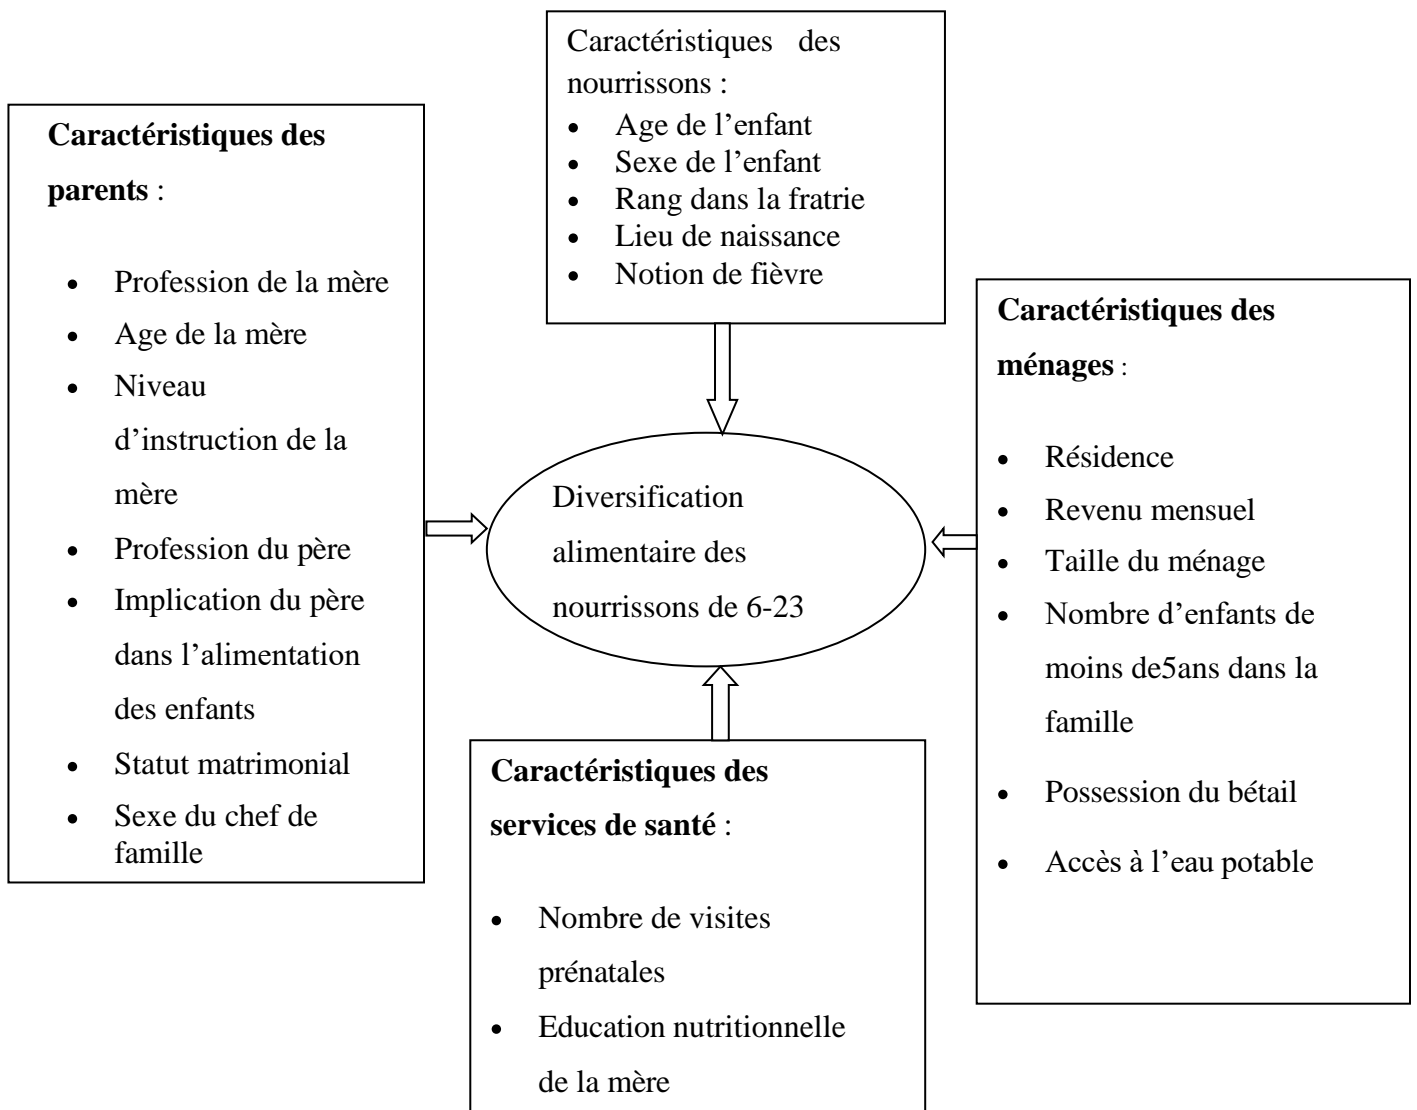 Caractéristiques des
nourrissons :
• Age de l’enfant
• Sexe de l’enfant
• Rang dans la fratrie
• Lieu de naissance
• Notion de fièvre
Caractéristiques des
parents :
• Profession de la mère
• Age de la mère
• Niveau
d’instruction de la
mère
• Profession du père
• Implication du père
dans l’alimentation
des enfants
• Statut matrimonial
• Sexe du chef de
famille
Diversification
alimentaire des
nourrissons de 6-23
Caractéristiques des
ménages :
• Résidence
• Revenu mensuel
• Taille du ménage
• Nombre d’enfants de
moins de5ans dans la
famille
• Possession du bétail
• Accès à l’eau potable
Caractéristiques des
services de santé :
• Nombre de visites
prénatales
• Education nutritionnelle
de la mère